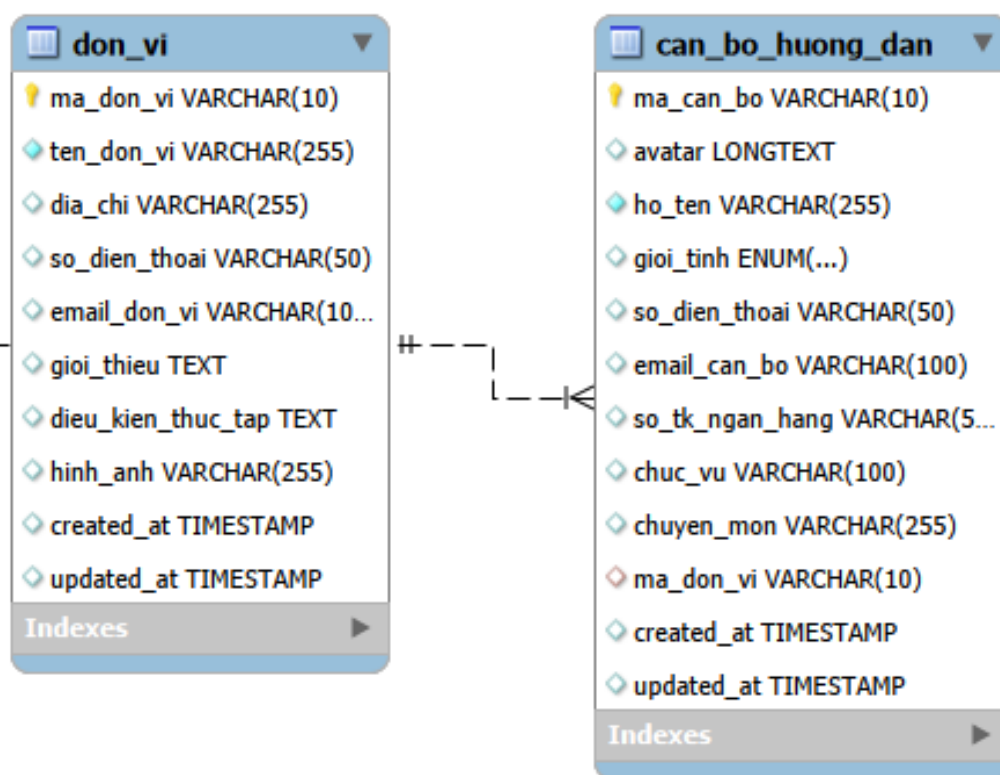 don_vi
ma_don_vi VARCHAR(10)
ten_don_vi VARCHAR(255)
dia_chi VARCHAR(255)
so_dien_thoai VARCHAR(50)
email_don_vi VARCHAR(10...
gioi_thieu TEXT
dieu_kien_thuc_tap TEXT
hinh_anh VARCHAR(255)
created_at TIMESTAMP
updated_at TIMESTAMP
Indexes
can_bo_huong_dan
ma_can_bo VARCHAR(10)
avatar LONGTEXT
ho_ten VARCHAR(255)
gioi_tinh ENUM(...)
so_dien_thoai VARCHAR(50)
email_can_bo VARCHAR(100)
so_tk_ngan_hang VARCHAR(5...
chuc_vu VARCHAR(100)
chuyen_mon VARCHAR(255)
ma_don_vi VARCHAR(10)
created_at TIMESTAMP
updated_at TIMESTAMP
Indexes